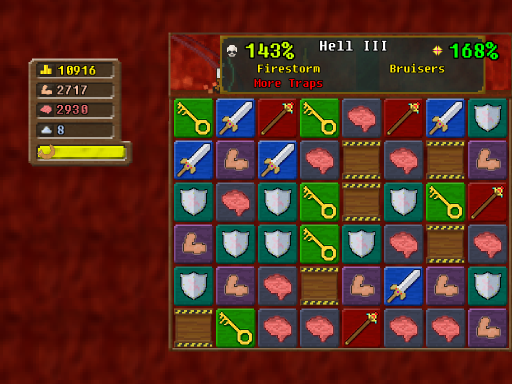 143% Hell III 168%
Firestorm Bruisers
More Traps
10916
2717
2930
8